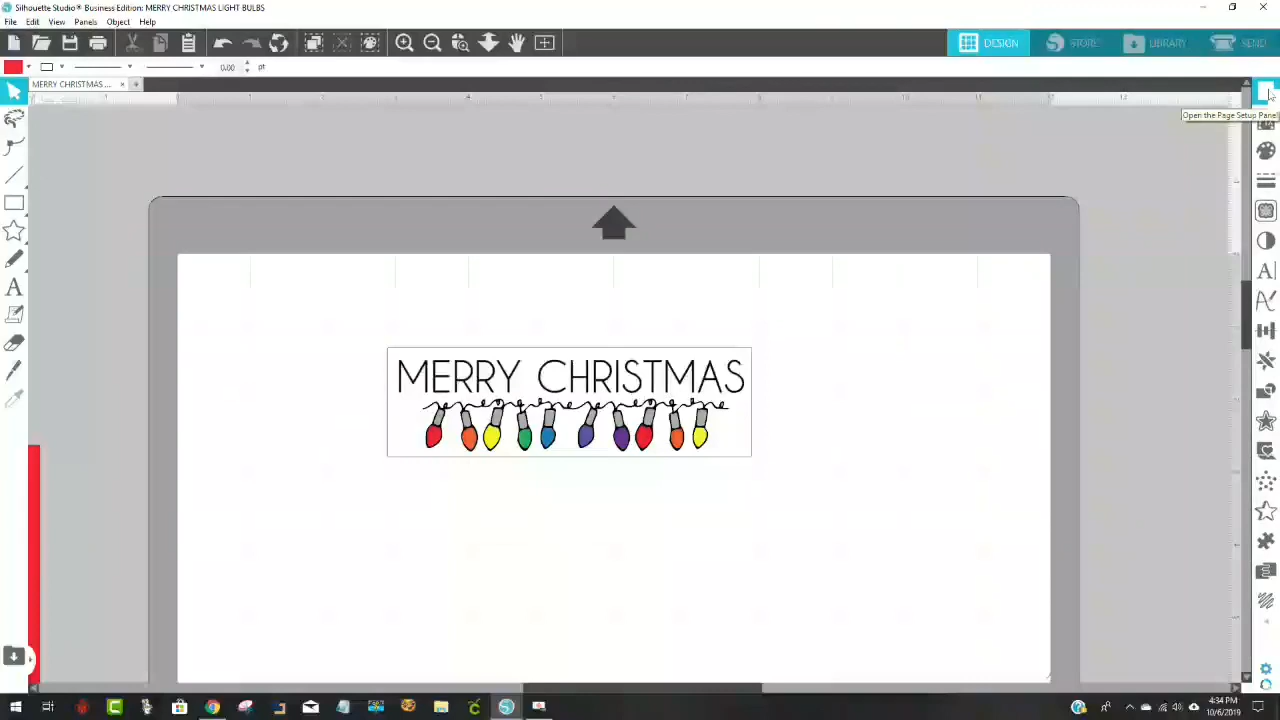 Silhouette Studio® Business Edition: MERRY CHRISTMAS LIGHT BULBS
File Edit View Panels Object Help
DESIGN STORE LIBRARY SEND
0.00 pt
MERRY CHRISTMAS ...
Open the Page Setup Panel
MERRY CHRISTMAS
4:34 PM
10/6/2019